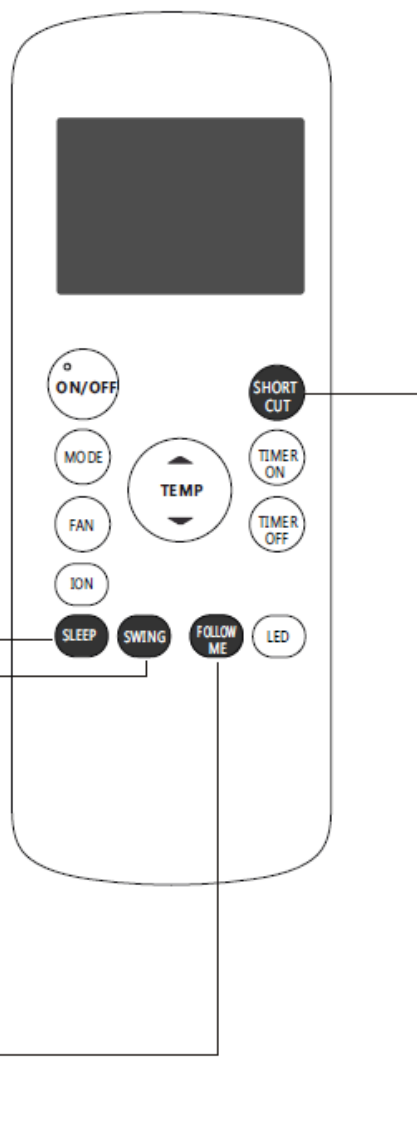 ON/OFF
SHORT
CUT
MODE
TEMP
TIMER
ON
FAN
TIMER
OFF
ION
SLEEP
SWING
FOLLOW
ME
LED